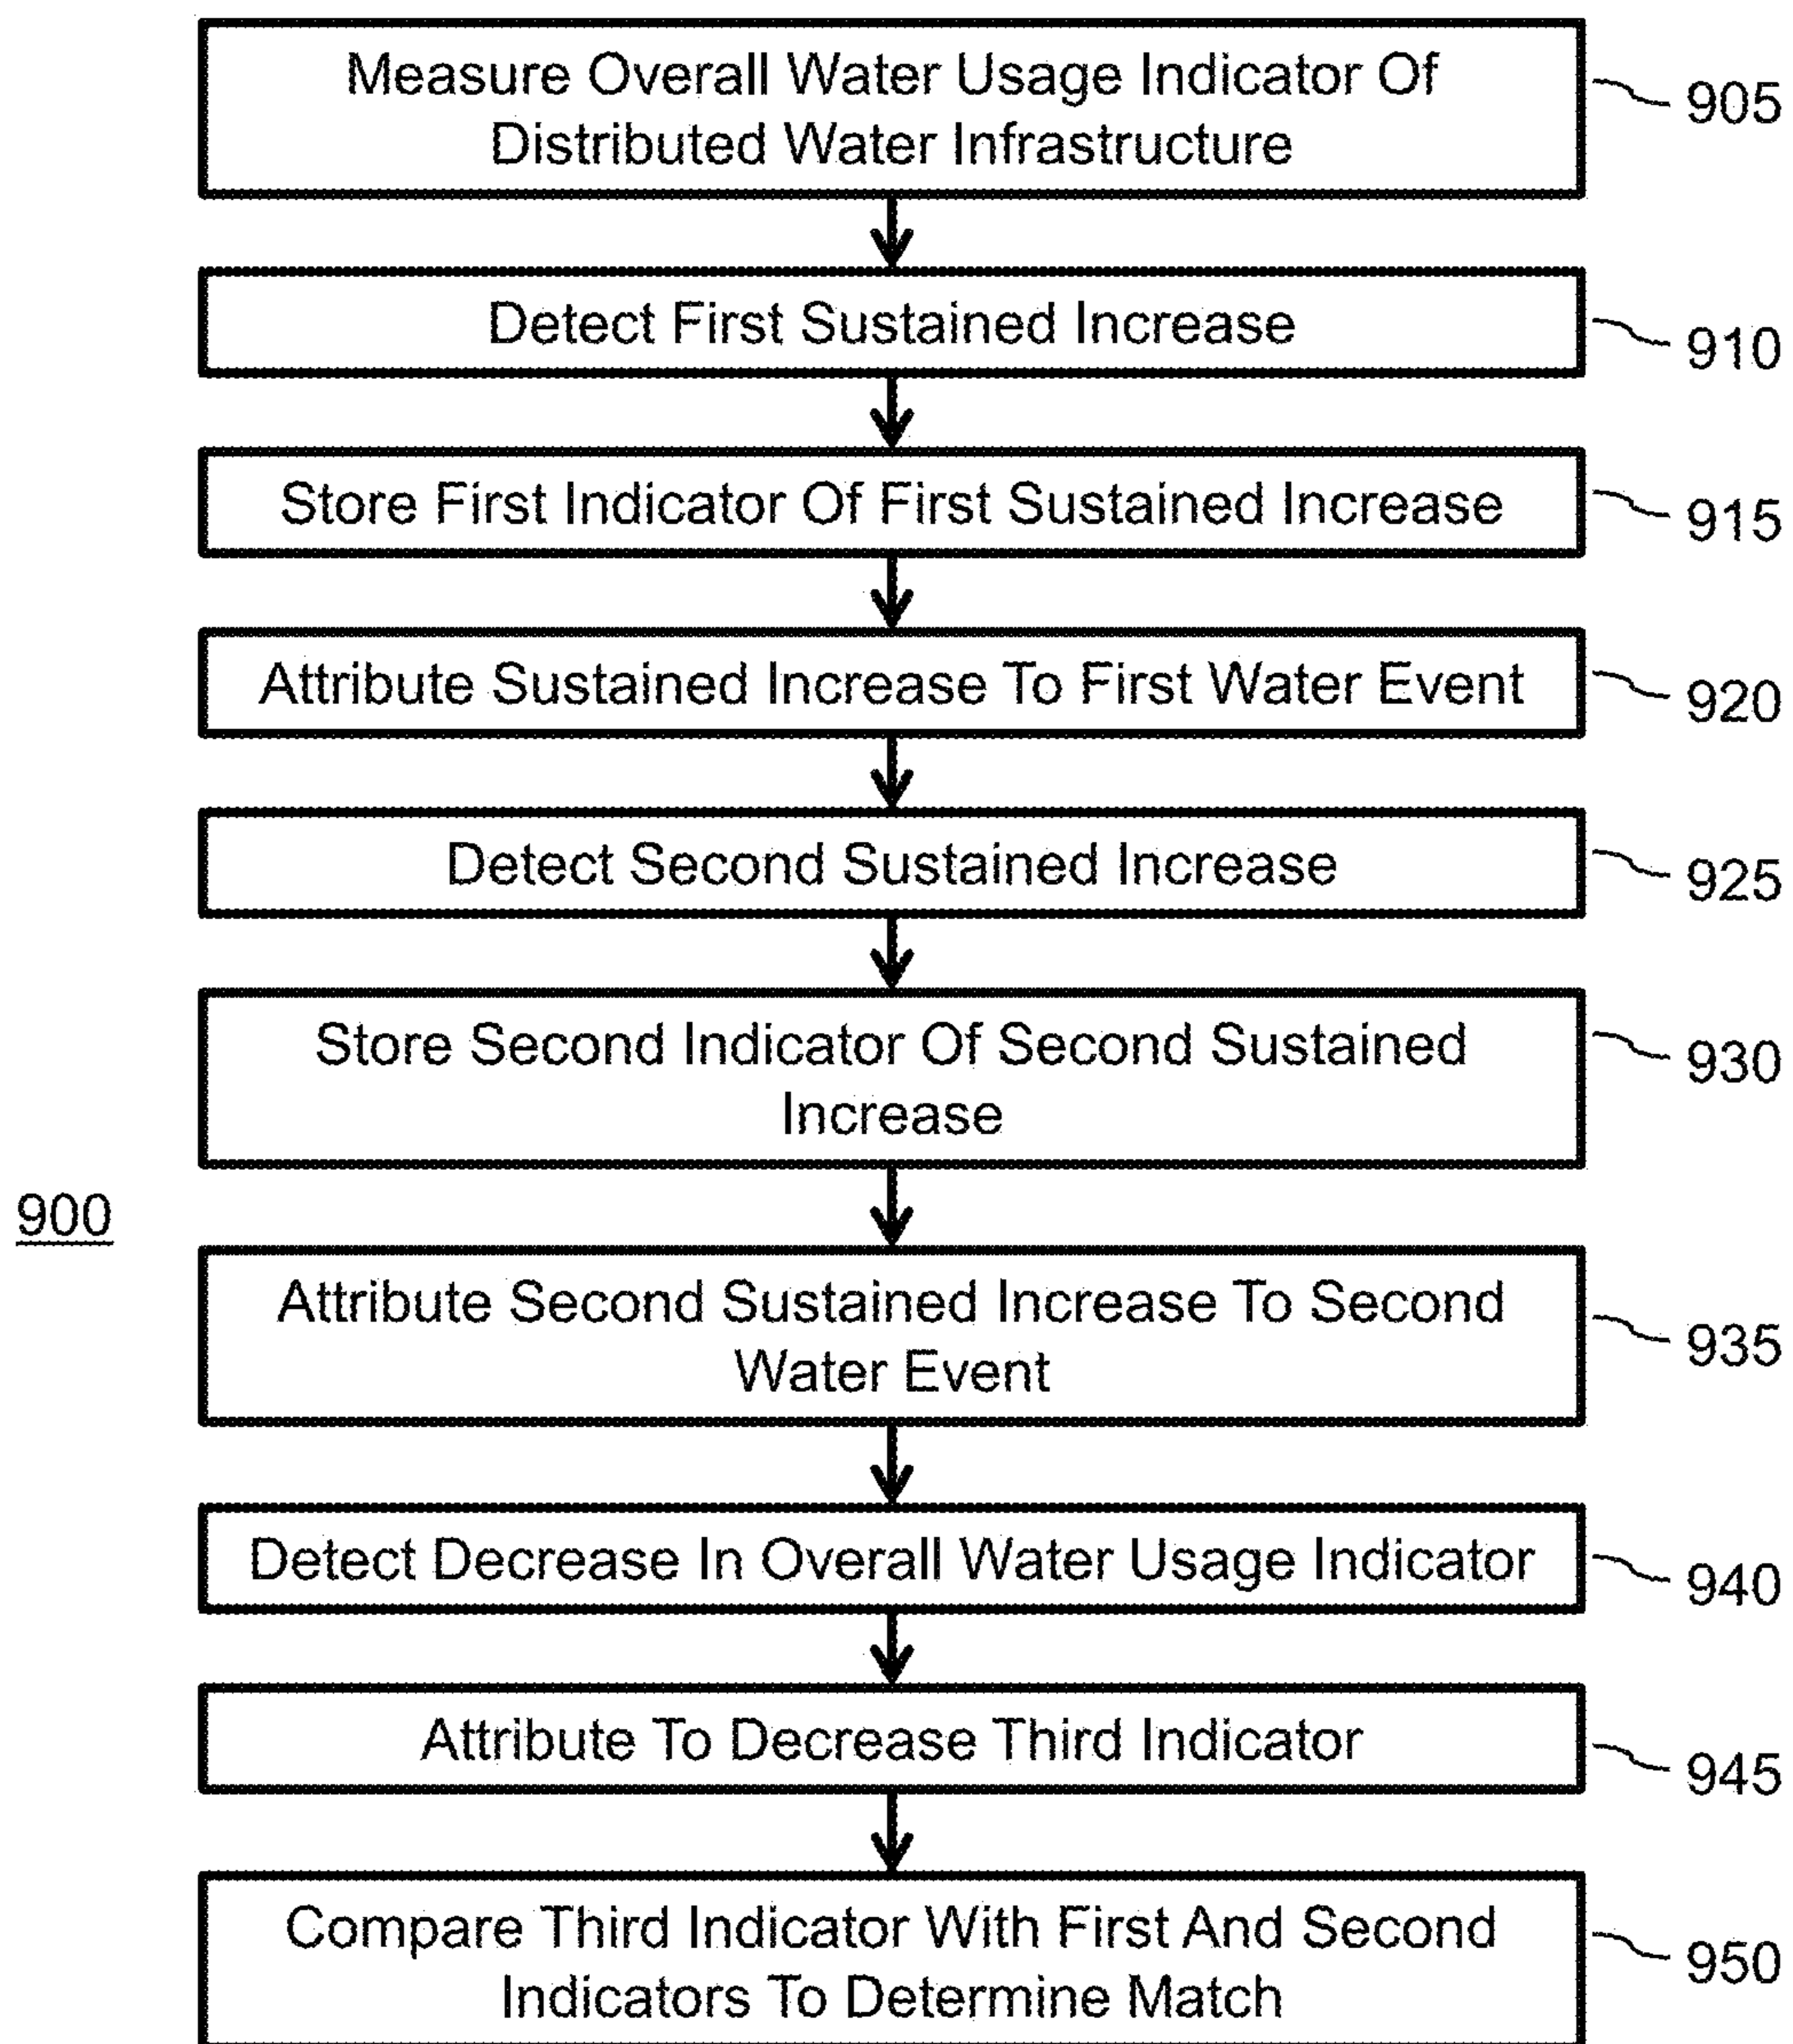 Measure Overall Water Usage Indicator Of
Distributed Water Infrastructure
905
Detect First Sustained Increase
910
Store First Indicator Of First Sustained Increase
915
Attribute Sustained Increase To First Water Event
920
Detect Second Sustained Increase
925
Store Second Indicator Of Second Sustained
Increase
930
900
Attribute Second Sustained Increase To Second
Water Event
935
Detect Decrease In Overall Water Usage Indicator
940
Attribute To Decrease Third Indicator
945
Compare Third Indicator With First And Second
Indicators To Determine Match
950